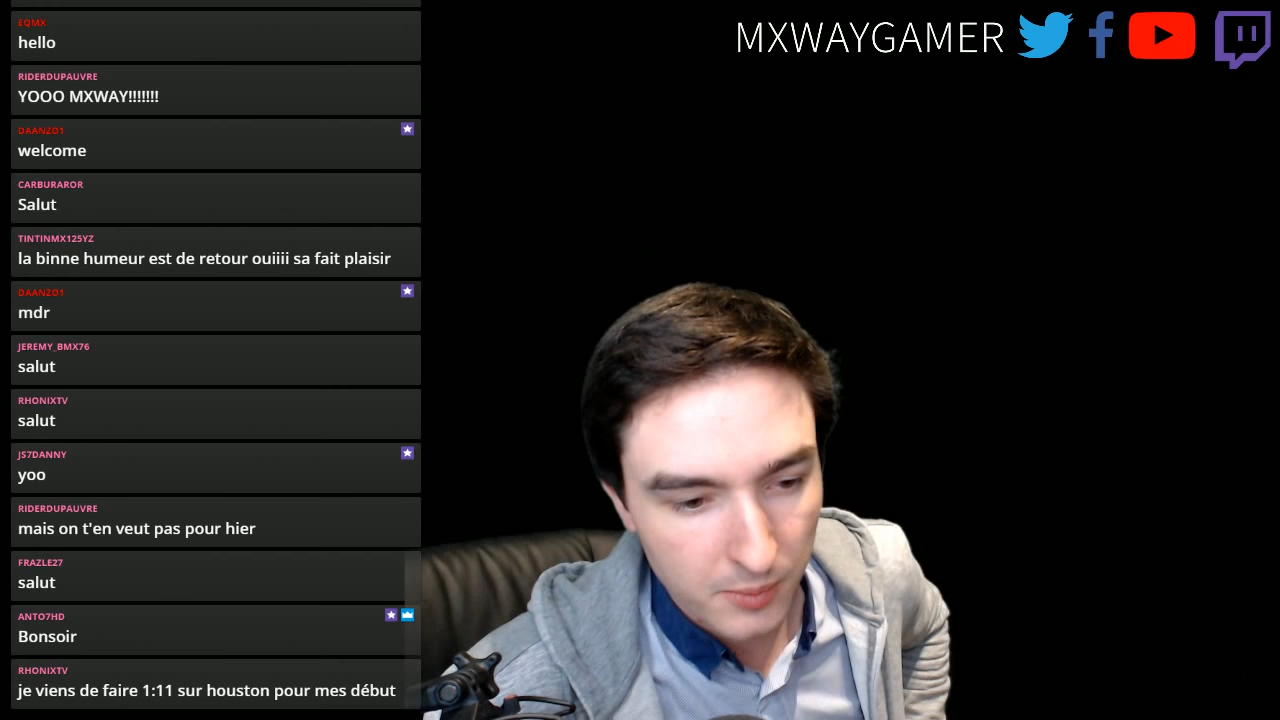 EQMX
hello
RIDERDUPAUVRE
YOOO MXWAY!!!!!!!
DAANZO1
welcome
CARBURAROR
Salut
TINTINMX125YZ
la binne humeur est de retour ouiiii sa fait plaisir
DAANZO1
mdr
JEREMY_BMX76
salut
RHONIXTV
salut
JS7DANNY
yoo
RIDERDUPAUVRE
mais on t'en veut pas pour hier
FRAZLE27
salut
ANTO7HD
Bonsoir
RHONIXTV
je viens de faire 1:11 sur houston pour mes début
MXWAYGAMER